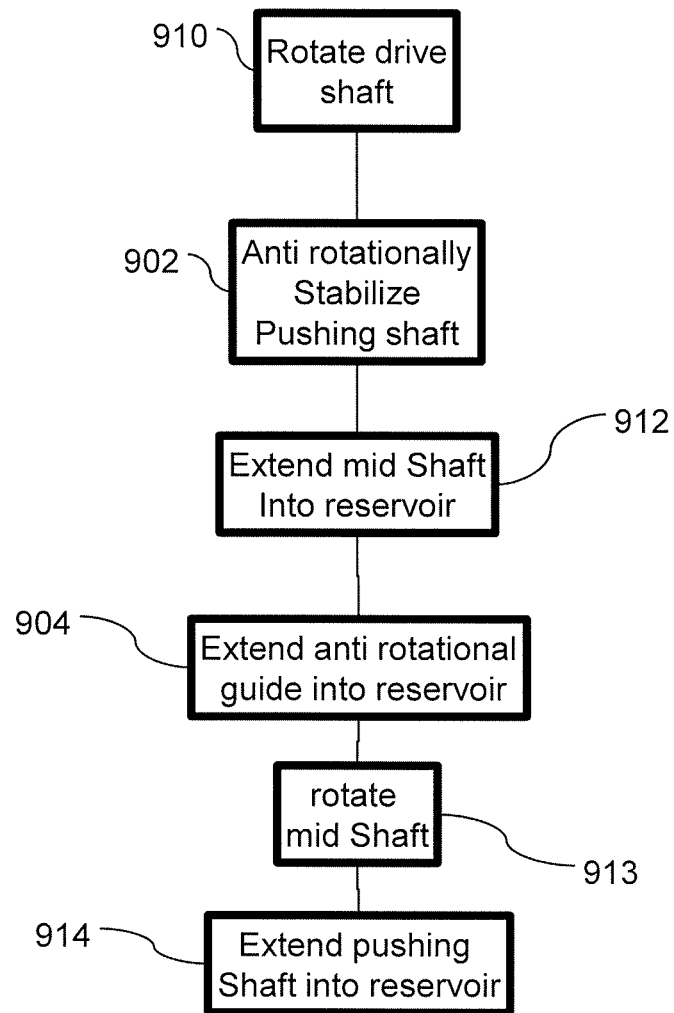 910
Rotate drive
shaft
902
Anti rotationally
Stabilize
Pushing shaft
912
Extend mid Shaft
Into reservoir
904
Extend anti rotational
guide into reservoir
rotate
mid Shaft
913
914
Extend pushing
Shaft into reservoir